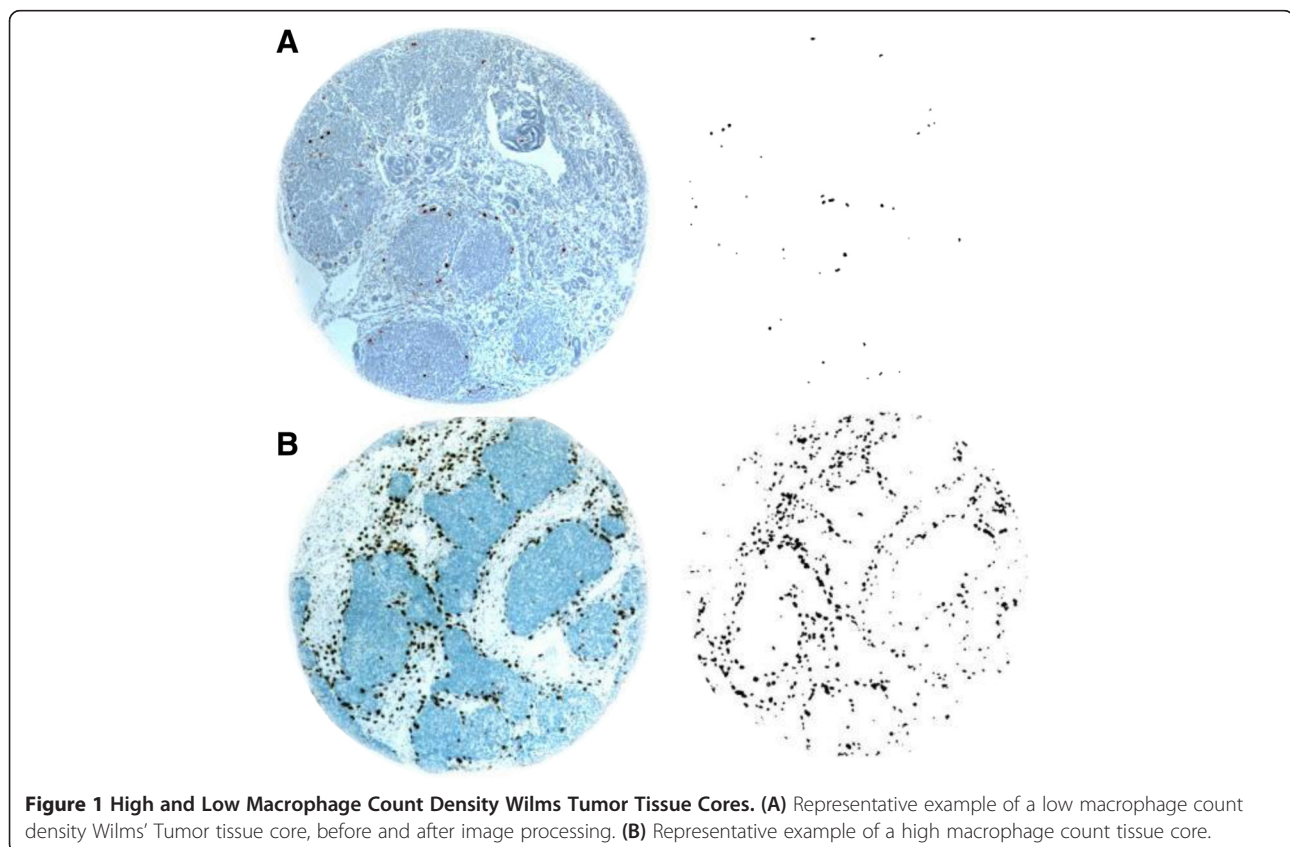 A
B
Figure 1 High and Low Macrophage Count Density Wilms Tumor Tissue Cores. (A) Representative example of a low macrophage count
density Wilms' Tumor tissue core, before and after image processing. (B) Representative example of a high macrophage count tissue core.